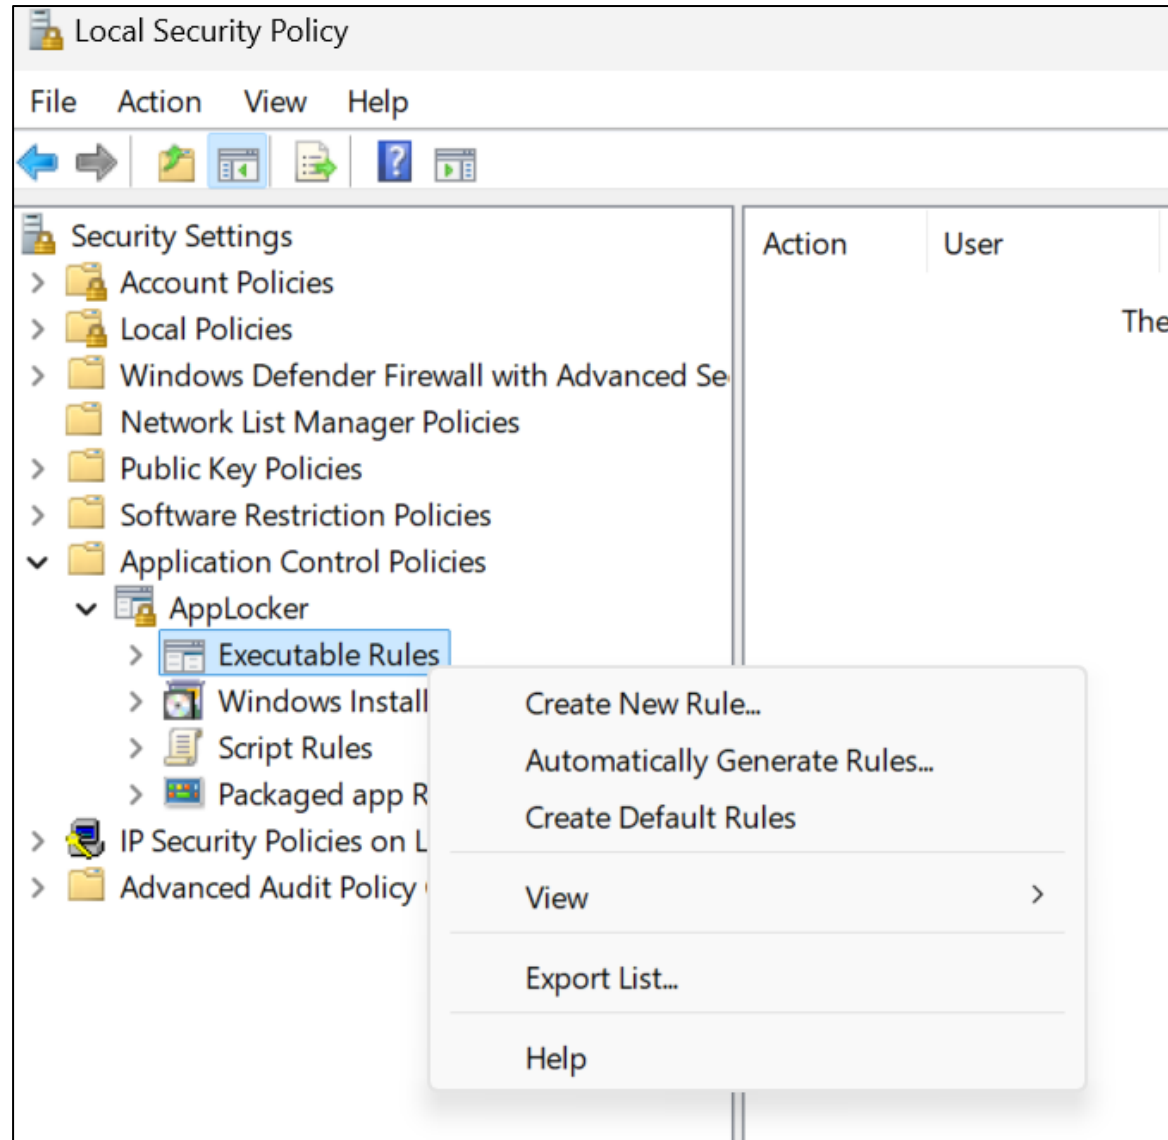 Local Security Policy
File Action View Help
Security Settings
Account Policies
Local Policies
Windows Defender Firewall with Advanced Se
Network List Manager Policies
Public Key Policies
Software Restriction Policies
Application Control Policies
AppLocker
Executable Rules
Windows Install
Script Rules
Packaged app R
IP Security Policies on L
Advanced Audit Policy
Action User
The
Create New Rule...
Automatically Generate Rules...
Create Default Rules
View
Export List...
Help